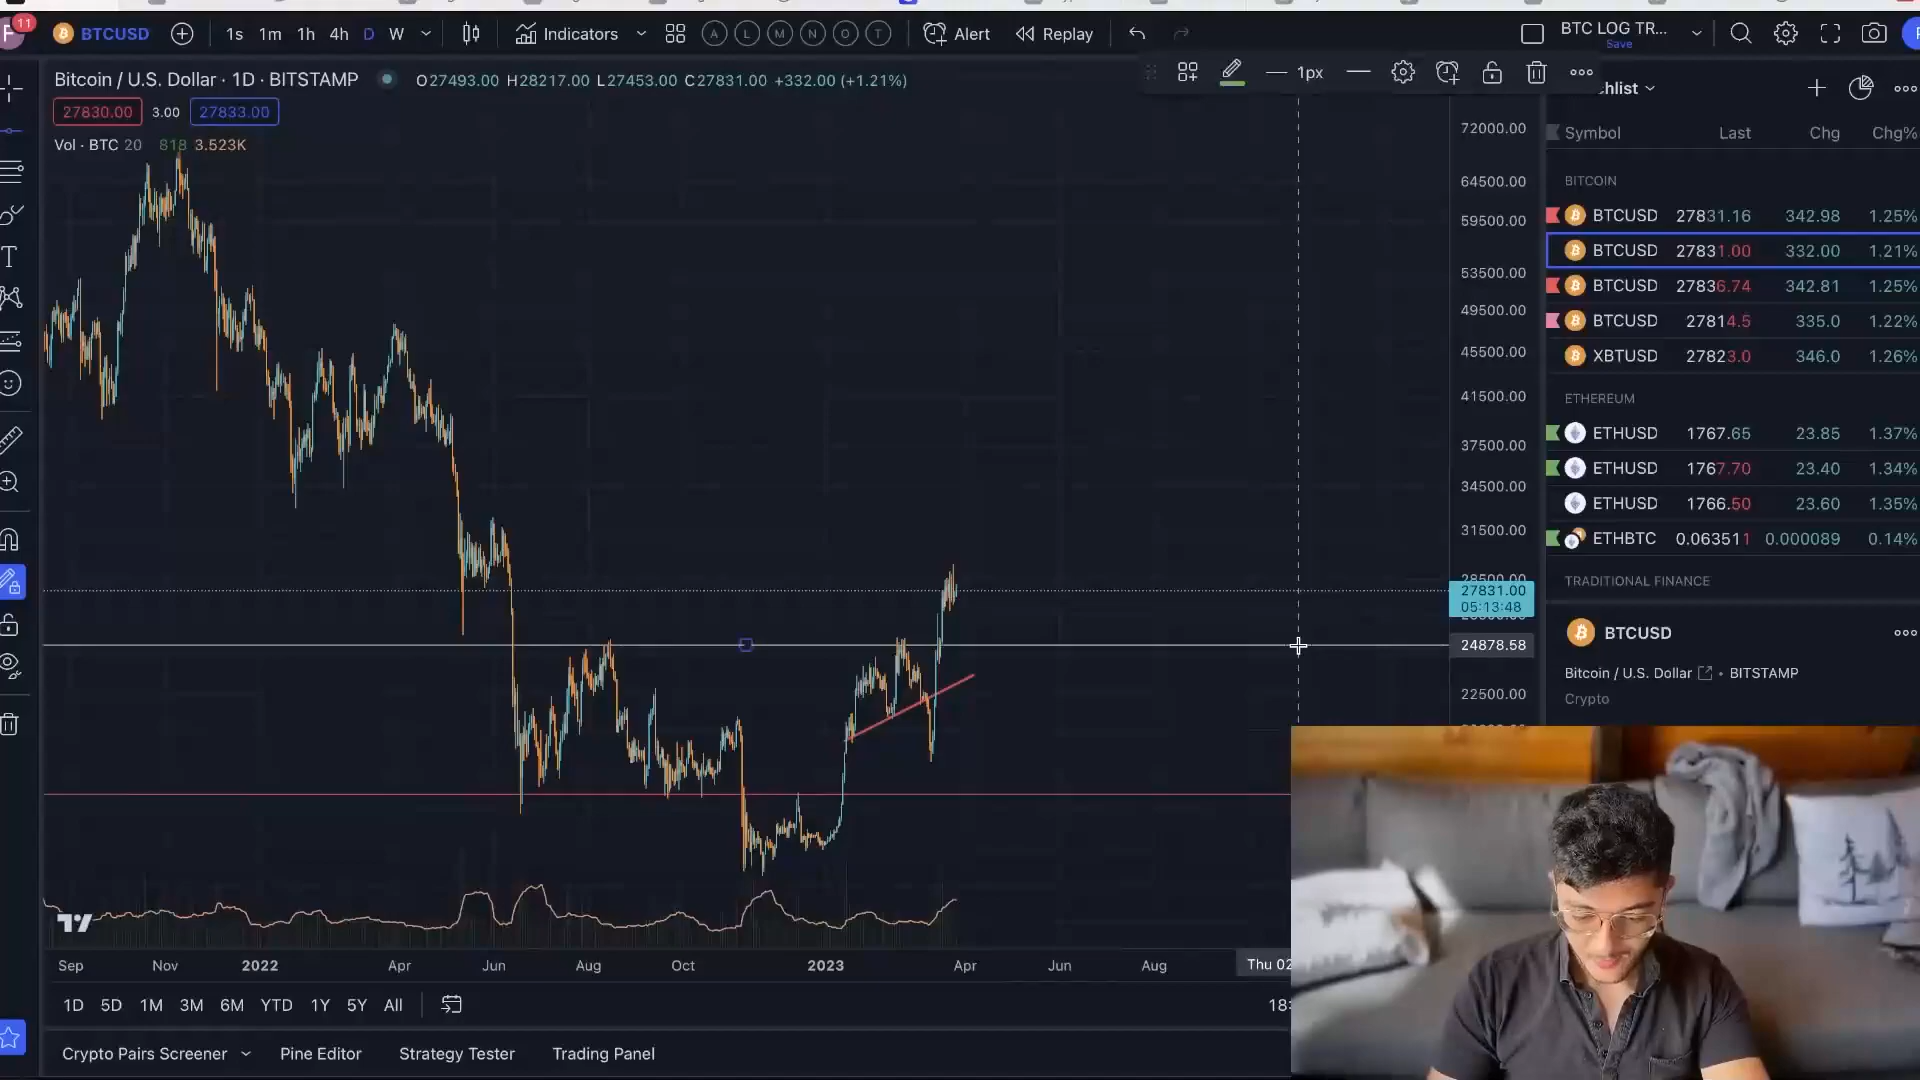 11
BTCUSD 1s 1m 1h 4h D W Indicators A L M N O T Alert Replay BTC LOG TR...
Save
Bitcoin / U.S. Dollar · 1D · BITSTAMP O27493.00 H28217.00 L27453.00 C27831.00 +332.00 (+1.21%)
1px
27830.00 3.00 27833.00
Vol · BTC 20 818 3.523K
72000.00
64500.00
59500.00
53500.00
49500.00
45500.00
41500.00
37500.00
34500.00
31500.00
28500.00
27831.00
05:13:48
24878.58
22500.00
Sep Nov 2022 Apr Jun Aug Oct 2023 Apr Jun Aug Thu 02
1D 5D 1M 3M 6M YTD 1Y 5Y All
Crypto Pairs Screener Pine Editor Strategy Tester Trading Panel
hlist
Symbol Last Chg Chg%
BITCOIN
BTCUSD 27831.16 342.98 1.25%
BTCUSD 27831.00 332.00 1.21%
BTCUSD 27836.74 342.81 1.25%
BTCUSD 27814.5 335.0 1.22%
XBTUSD 27823.0 346.0 1.26%
ETHEREUM
ETHUSD 1767.65 23.85 1.37%
ETHUSD 1767.70 23.40 1.34%
ETHUSD 1766.50 23.60 1.35%
ETHBTC 0.063511 0.000089 0.14%
TRADITIONAL FINANCE
BTCUSD
Bitcoin / U.S. Dollar · BITSTAMP
Crypto